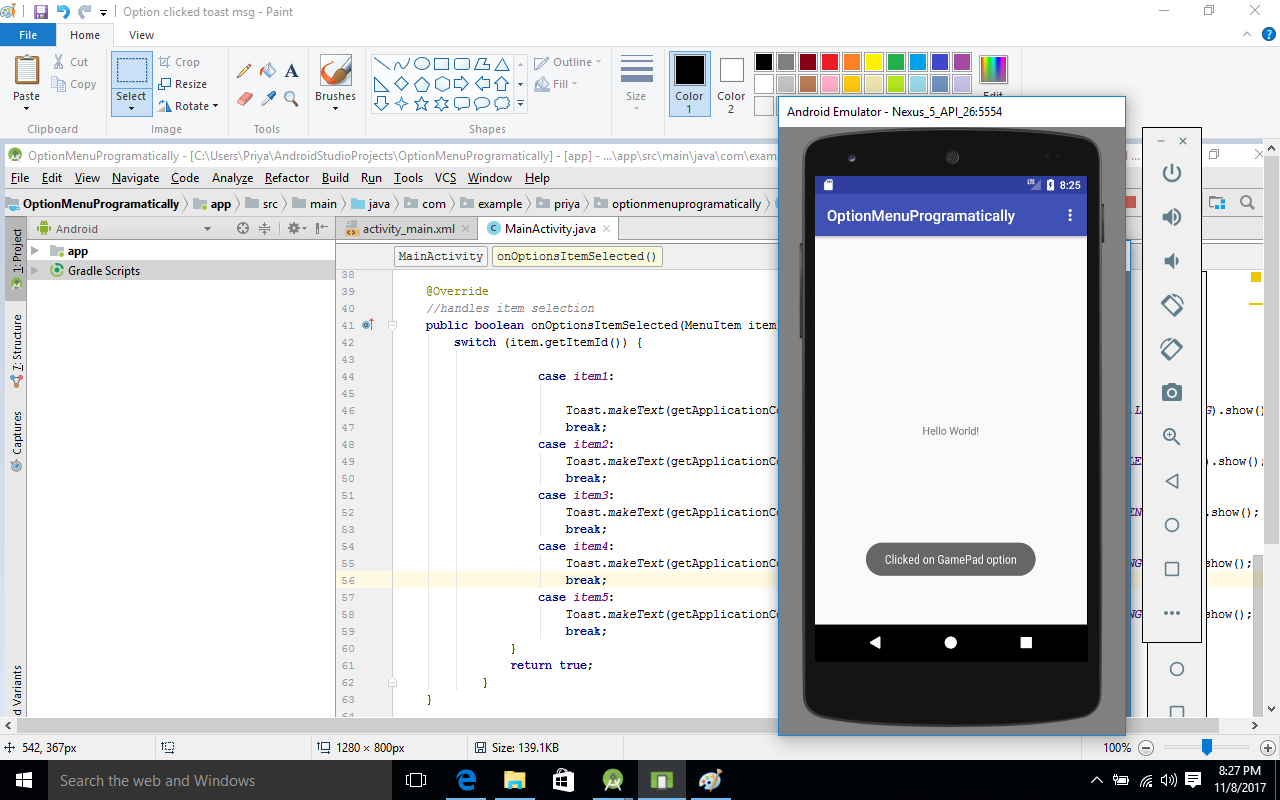 Option clicked toast msg - Paint
File Home View
Paste
Cut
Copy
Clipboard
Select
Crop
Resize
Rotate
Image
Tools
Brushes
Shapes
Outline
Fill
Size
Color 1
Color 2
Edit
OptionMenuProgramatically - [C:\Users\Priya\AndroidStudioProjects\OptionMenuProgramatically] - [app] - ...\app\src\main\java\com\exam
File Edit View Navigate Code Analyze Refactor Build Run Tools VCS Window Help
OptionMenuProgramatically app src main java com example priya optionmenuprogramatically
Android
activity_main.xml MainActivity.java
app
Gradle Scripts
1: Project
7: Structure
Captures
d Variants
MainActivity onOptionsItemSelected()
38
39 @Override
40 //handles item selection
41 public boolean onOptionsItemSelected(MenuItem item
42 switch (item.getItemId()) {
43
44 case item1:
45
46 Toast.makeText(getApplicationCo G).show()
47 break;
48 case item2:
49 Toast.makeText(getApplicationCo ).show();
50 break;
51 case item3:
52 Toast.makeText(getApplicationCo .show();
53 break;
54 case item4:
55 Toast.makeText(getApplicationCo show();
56 break;
57 case item5:
58 Toast.makeText(getApplicationCo show();
59 break;
60 }
61 return true;
62 }
63 }
Android Emulator - Nexus_5_API_26:5554
LTE 8:25
OptionMenuProgramatically
Hello World!
Clicked on GamePad option
542, 367px
1280 × 800px
Size: 139.1KB
100%
Search the web and Windows
8:27 PM
11/8/2017